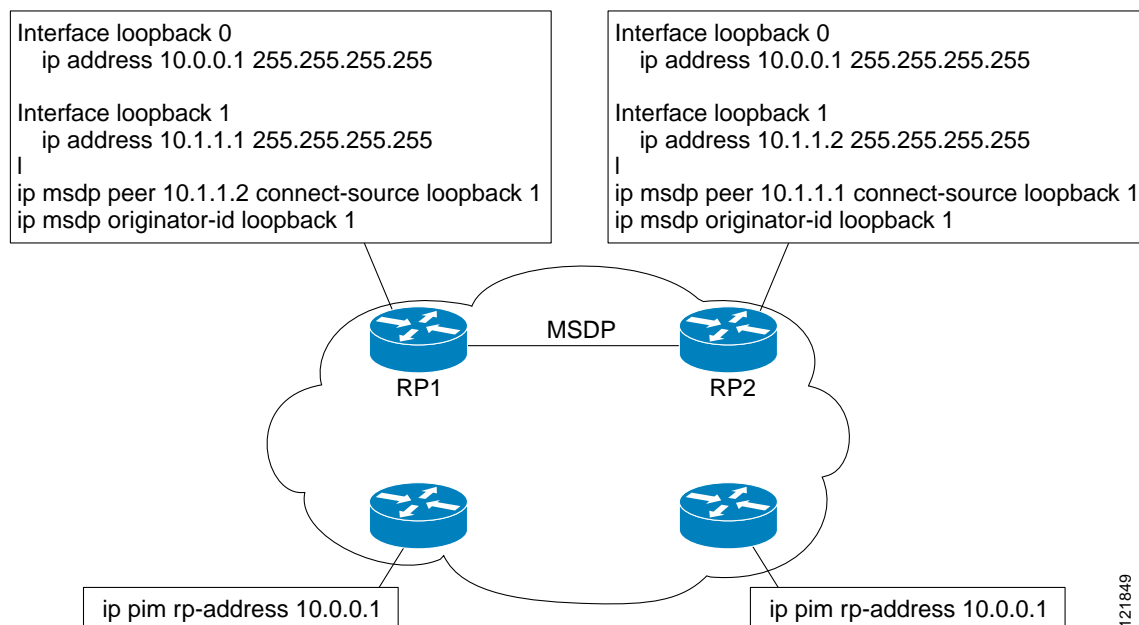 Interface loopback 0
ip address 10.0.0.1 255.255.255.255
Interface loopback 1
ip address 10.1.1.1 255.255.255.255
l
ip msdp peer 10.1.1.2 connect-source loopback 1
ip msdp originator-id loopback 1
Interface loopback 0
ip address 10.0.0.1 255.255.255.255
Interface loopback 1
ip address 10.1.1.2 255.255.255.255
l
ip msdp peer 10.1.1.1 connect-source loopback 1
ip msdp originator-id loopback 1
MSDP
RP1
RP2
ip pim rp-address 10.0.0.1
ip pim rp-address 10.0.0.1
121849